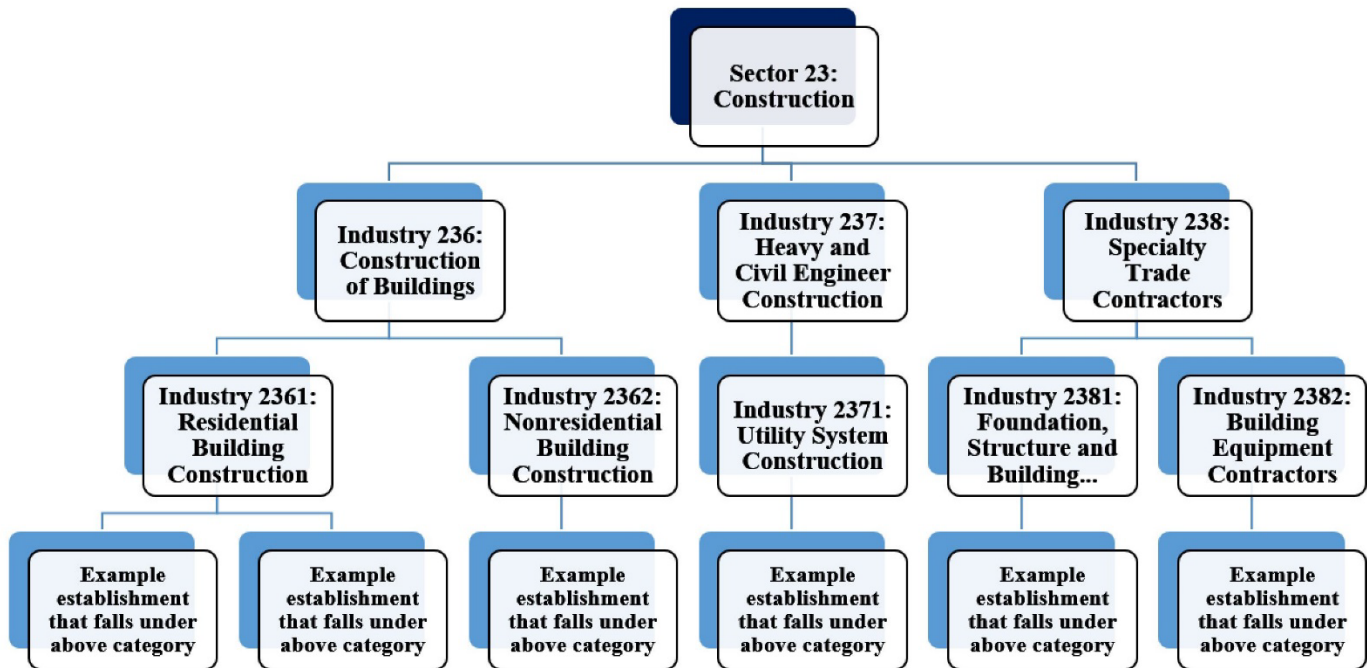 Sector 23:
Construction
Industry 236:
Construction
of Buildings
Industry 237:
Heavy and
Civil Engineer
Construction
Industry 238:
Specialty
Trade
Contractors
Industry 2361:
Residential
Building
Construction
Industry 2362:
Nonresidential
Building
Construction
Industry 2371:
Utility System
Construction
Industry 2381:
Foundation,
Structure and
Building...
Industry 2382:
Building
Equipment
Contractors
Example
establishment
that falls under
above category
Example
establishment
that falls under
above category
Example
establishment
that falls under
above category
Example
establishment
that falls under
above category
Example
establishment
that falls under
above category
Example
establishment
that falls under
above category